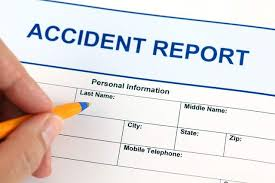 ACCIDENT REPORT
Personal Information
Last Name:
Middle Name:
City:
State:
Zip:
Mobile Telephone: